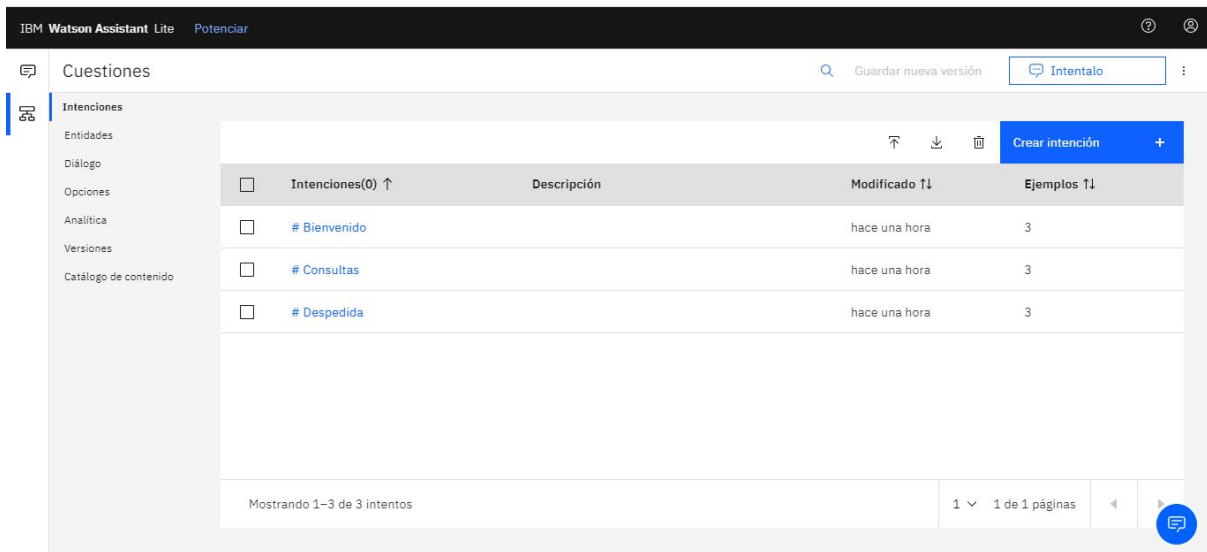 IBM Watson Assistant Lite Potenciar
Cuestiones Guardar nueva versión Intentalo
Intenciones
Entidades
Diálogo
Opciones
Analítica
Versiones
Catálogo de contenido
Crear intención +
Intenciones(0) ↑ Descripción Modificado ↑↓ Ejemplos ↑↓
# Bienvenido hace una hora 3
# Consultas hace una hora 3
# Despedida hace una hora 3
Mostrando 1–3 de 3 intentos 1 1 de 1 páginas